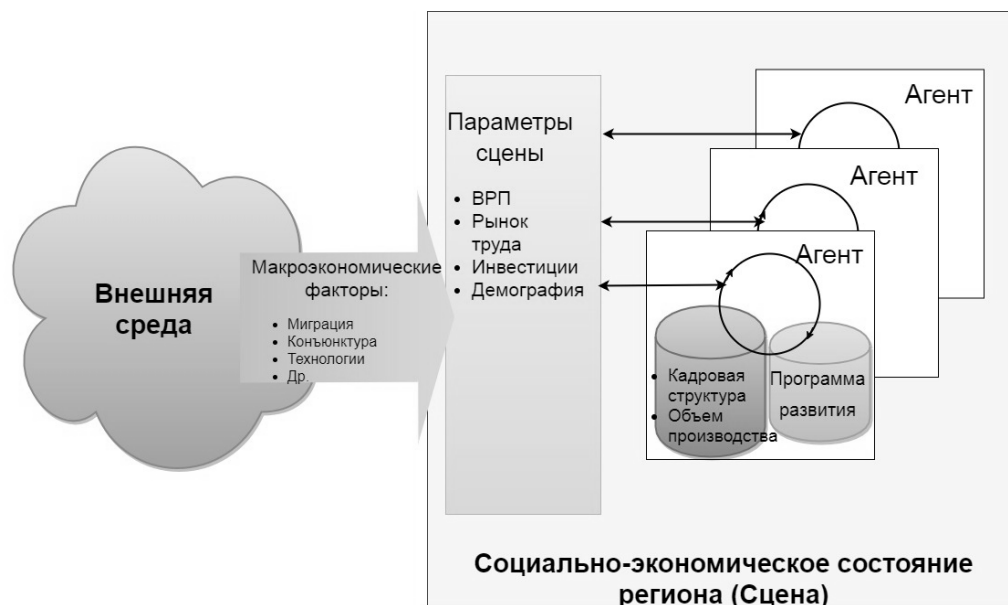 Внешняя
среда
Макроэкономические
факторы:
• Миграция
• Конъюнктура
• Технологии
• Др.
Параметры
сцены
• ВРП
• Рынок
труда
• Инвестиции
• Демография
Агент
Агент
Агент
• Кадровая
структура
• Объем
производства
Программа
развития
Социально-экономическое состояние
региона (Сцена)